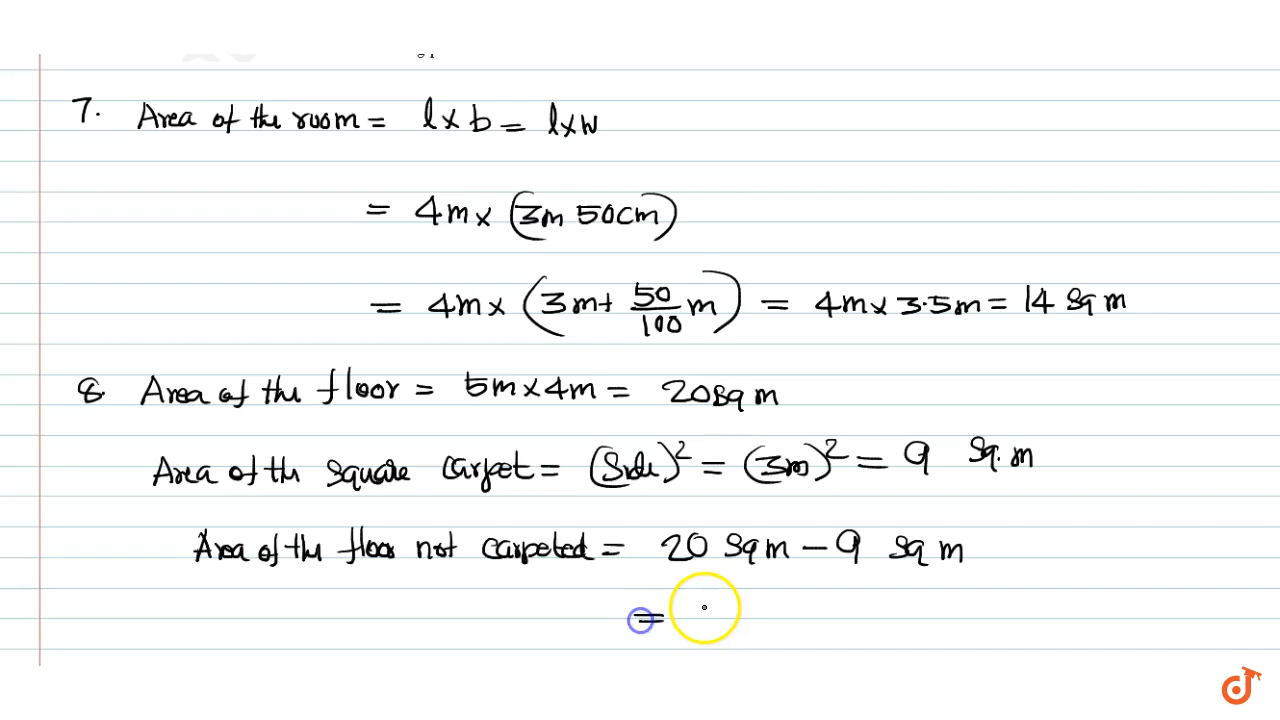 7. Area of the room = l × b = l × w
= 4m × (3m 50cm)
= 4m × (3m + 50/100 m) = 4m × 3.5m = 14 sq m
8. Area of the floor = 5m × 4m = 20 sq m
Area of the square carpet = (Side)² = (3m)² = 9 sq.m
Area of the floor not carpeted = 20 sq m − 9 sq m
=